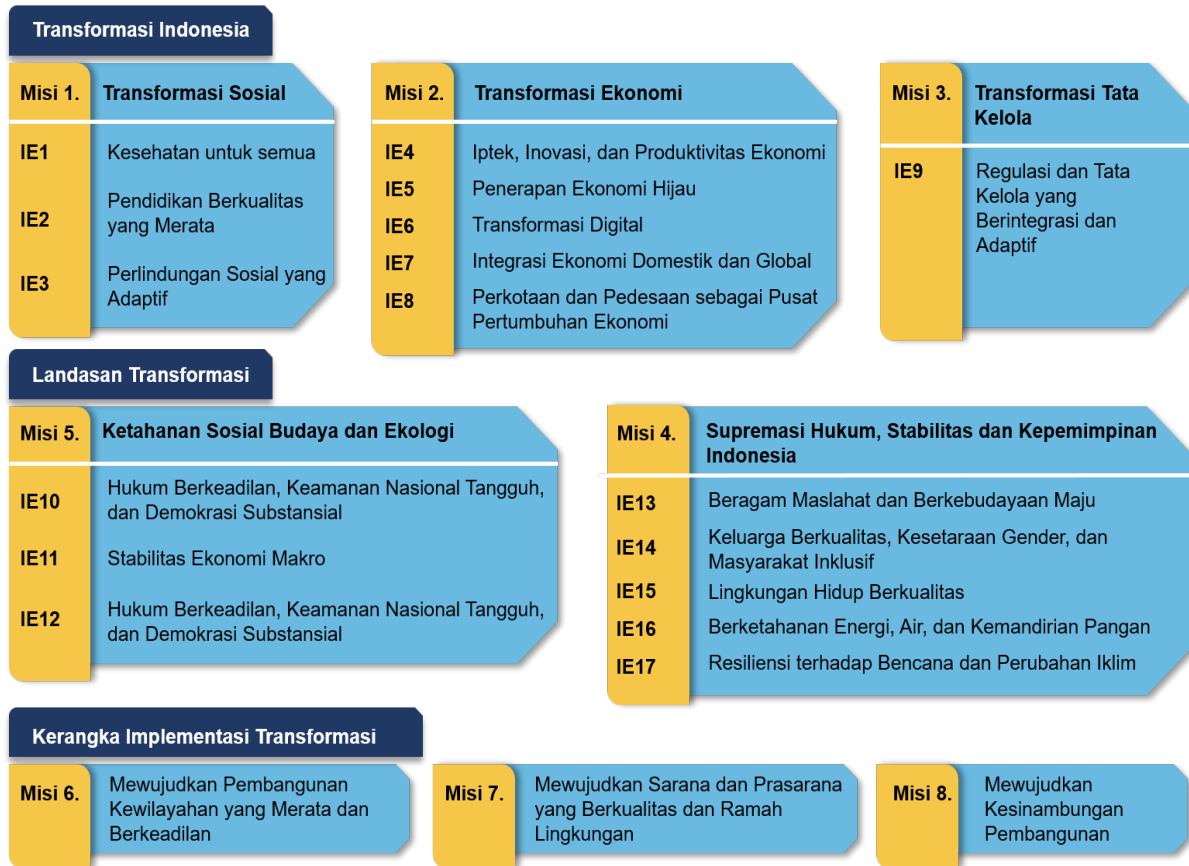 Transformasi Indonesia
Misi 1.
Transformasi Sosial
IE1
Kesehatan untuk semua
IE2
Pendidikan Berkualitas
yang Merata
IE3
Perlindungan Sosial yang
Adaptif
Misi 2.
Transformasi Ekonomi
IE4
Iptek, Inovasi, dan Produktivitas Ekonomi
IE5
Penerapan Ekonomi Hijau
IE6
Transformasi Digital
IE7
Integrasi Ekonomi Domestik dan Global
IE8
Perkotaan dan Pedesaan sebagai Pusat
Pertumbuhan Ekonomi
Misi 3.
Transformasi Tata
Kelola
IE9
Regulasi dan Tata
Kelola yang
Berintegrasi dan
Adaptif
Landasan Transformasi
Misi 5.
Ketahanan Sosial Budaya dan Ekologi
IE10
Hukum Berkeadilan, Keamanan Nasional Tangguh,
dan Demokrasi Substansial
IE11
Stabilitas Ekonomi Makro
IE12
Hukum Berkeadilan, Keamanan Nasional Tangguh,
dan Demokrasi Substansial
Misi 4.
Supremasi Hukum, Stabilitas dan Kepemimpinan
Indonesia
IE13
Beragam Maslahat dan Berkebudayaan Maju
IE14
Keluarga Berkualitas, Kesetaraan Gender, dan
Masyarakat Inklusif
IE15
Lingkungan Hidup Berkualitas
IE16
Berketahanan Energi, Air, dan Kemandirian Pangan
IE17
Resiliensi terhadap Bencana dan Perubahan Iklim
Kerangka Implementasi Transformasi
Misi 6.
Mewujudkan Pembangunan
Kewilayahan yang Merata dan
Berkeadilan
Misi 7.
Mewujudkan Sarana dan Prasarana
yang Berkualitas dan Ramah
Lingkungan
Misi 8.
Mewujudkan
Kesinambungan
Pembangunan